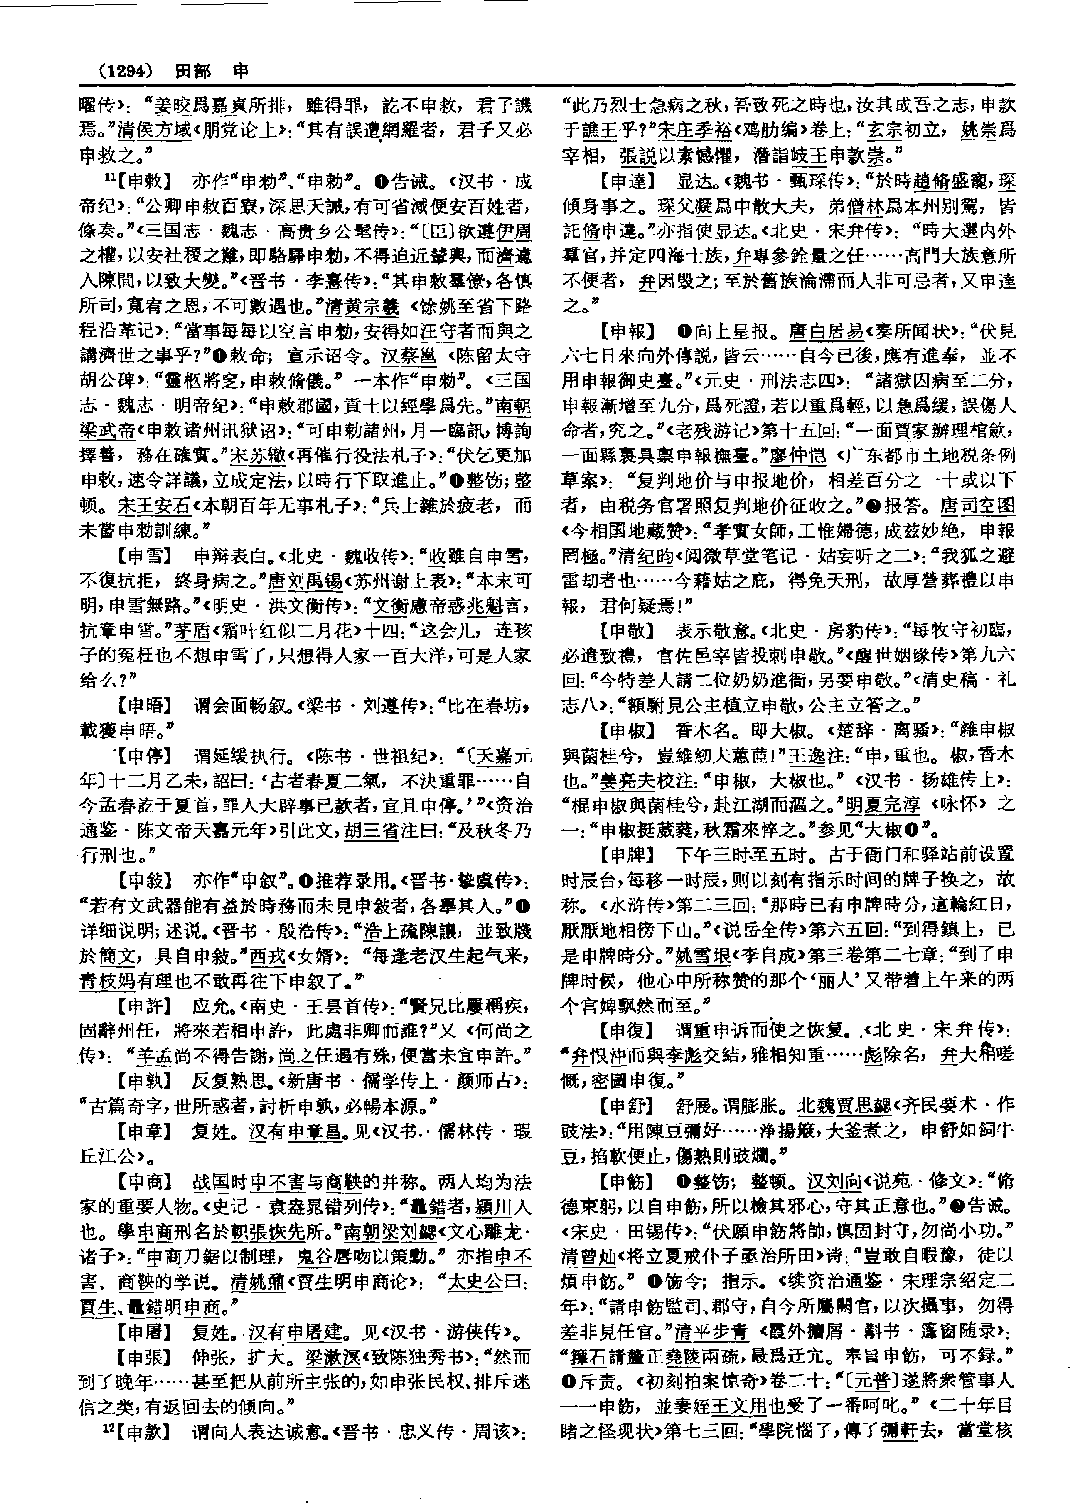 （1294） 田部 申
曜传》：“姜皎爲嘉貞所排，雖得罪，訖不申救，君子譏
焉。”清侯方域《朋党论上》：“其有誤遭網羅者，君子又必
申救之。”
11【申敕】 亦作“申勅”、“申勑”。❶告诫。《汉书·成
帝纪》：“公卿申敕百寮，深思天誡，有可省減便安百姓者，
條奏。”《三国志·魏志·高贵乡公髦传》：“〔臣〕欲遵伊周
之權，以安社稷之難，即駱驛申勑，不得迫近輦輿，而濟遽
入陳間，以致大變。”《晋书·李憙传》：“其申敕羣僚，各慎
所司，寬宥之恩，不可數遇也。”清黄宗羲《馀姚至省下路
程沿革记》：“當事每每以空言申勅，安得如汪守者而與之
講濟世之事乎？”❷敕命；宣示诏令。汉蔡邕《陈留太守
胡公碑》：“靈柩將窆，申敕脩儀。”一本作“申勑”。《三国
志·魏志·明帝纪》：“申敕郡國，貢士以經學爲先。”南朝
梁武帝《申敕诸州讯狱诏》：“可申勅諸州，月一臨訊，博詢
擇善，務在確實。”宋苏辙《再催行役法札子》：“伏乞更加
申敕，速令詳議，立成定法，以時行下取進止。”❸整饬；整
顿。宋王安石《本朝百年无事札子》：“兵士雜於疲老，而
未嘗申勅訓練。”
【申雪】 申辩表白。《北史·魏收传》：“收雖自申雪，
不復抗拒，終身病之。”唐刘禹锡《苏州谢上表》：“本末可
明，申雪無路。”《明史·洪文衡传》：“文衡慮帝惑兆魁言，
抗章申雪。”茅盾《霜叶红似二月花》十四：“这会儿，连孩
子的冤枉也不想申雪了，只想得人家一百大洋，可是人家
给么？”
【申晤】 谓会面畅叙。《梁书·刘遵传》：“比在春坊，
載獲申晤。”
【申停】 谓延缓执行。《陈书·世祖纪》：“〔天嘉元
年〕十二月乙未，詔曰：‘古者春夏二氣，不決重罪……自
今孟春訖于夏首，罪人大辟事已款者，宜且申停。’”《资治
通鉴·陈文帝天嘉元年》引此文，胡三省注曰：“及秋冬乃
行刑也。”
【申敍】 亦作“申叙”。❶推荐录用。《晋书·挚虞传》：
“若有文武器能有益於時務而未見申敍者，各舉其人。”❷
详细说明；述说。《晋书·殷浩传》：“浩上疏陳讓，並致牋
於簡文，具自申敍。”西戎《女婿》：“每逢老汉生起气来，
青枝妈有理也不敢再往下申叙了。”
【申許】 应允。《南史·王昙首传》：“賢兄比屢稱疾，
固辭州任，將來若相申許，此處非卿而誰？”又《何尚之
传》：“羊孟尚不得告謝，尚之任遇有殊，便當未宜申許。”
【申孰】 反复熟思。《新唐书·儒学传上·颜师古》：
“古篇奇字，世所惑者，討析申孰，必暢本源。”
【申章】 复姓。汉有申章昌。见《汉书·儒林传·瑕
丘江公》。
【申商】 战国时申不害与商鞅的并称。两人均为法
家的重要人物。《史记·袁盎晁错列传》：“鼂錯者，潁川人
也。學申商刑名於軹張恢先所。”南朝梁刘勰《文心雕龙·
诸子》：“申商刀鋸以制理，鬼谷唇吻以策勳。”亦指申不
害、商鞅的学说。清姚鼐《贾生明申商论》：“太史公曰：
賈生、鼂錯明申商。”
【申屠】 复姓。汉有申屠建。见《汉书·游侠传》。
【申張】 伸张，扩大。梁漱溟《致陈独秀书》：“然而
到了晚年……甚至把从前所主张的，如申张民权、排斥迷
信之类，有返回去的倾向。”
12【申款】 谓向人表达诚意。《晋书·忠义传·周该》：
“此乃烈士急病之秋，吾致死之時也，汝其成吾之志，申款
于譙王乎？”宋庄季裕《鸡肋编》卷上：“玄宗初立，姚崇爲
宰相，張説以素憾懼，潛詣岐王申款崇。”
【申達】 显达。《魏书·甄琛传》：“於時趙脩盛寵，琛
傾身事之。琛父凝爲中散大夫，弟僧林爲本州别駕，皆
託脩申達。”亦指使显达。《北史·宋弁传》：“時大選内外
羣官，并定四海士族，弁專參銓量之任……高門大族意所
不便者，弁因毁之；至於舊族淪滯而人非可忌者，又申達
之。”
【申報】 ❶向上呈报。唐白居易《奏所闻状》：“伏見
六七日來向外傳説，皆云……自今已後，應有進奉，並不
用申報御史臺。”《元史·刑法志四》：“諸獄囚病至二分，
申報漸增至九分，爲死證，若以重爲輕，以急爲緩，誤傷人
命者，究之。”《老残游记》第十五回：“一面賈家辦理棺斂，
一面縣裏具稟申報撫臺。”廖仲恺《广东都市土地税条例
草案》：“复判地价与申报地价，相差百分之二十或以下
者，由税务官署照复判地价征收之。”❷报答。唐司空图
《今相国地藏赞》：“孝實女師，工惟婦德，成兹妙绝，申報
罔極。”清纪昀《阅微草堂笔记·姑妄听之二》：“我狐之避
雷劫者也……今藉姑之庇，得免天刑，故厚營葬禮以申
報，君何疑焉！”
【申敬】 表示敬意。《北史·房豹传》：“每牧守初臨，
必遣致禮，官佐邑宰皆投刺申敬。”《醒世姻缘传》第九六
回：“今特差人請二位奶奶進衙，另要申敬。”《清史稿·礼
志八》：“額駙見公主植立申敬，公主立答之。”
【申椒】 香木名。即大椒。《楚辞·离骚》：“雜申椒
與菌桂兮，豈維紉夫蕙茝！”王逸注：“申，重也。椒，香木
也。”姜亮夫校注：“申椒，大椒也。”《汉书·扬雄传上》：
“棍申椒與菌桂兮，赴江湖而漚之。”明夏完淳《咏怀》之
一：“申椒挺葳蕤，秋霜來悴之。”参见“大椒❶”。
【申牌】 下午三时至五时。古于衙门和驿站前设置
时辰台，每移一时辰，则以刻有指示时间的牌子换之，故
称。《水浒传》第二三回：“那時已有申牌時分，這輪紅日，
厭厭地相傍下山。”《说岳全传》第六五回：“到得鎮上，已
是申牌時分。”姚雪垠《李自成》第三卷第二七章：“到了申
牌时候，他心中所称赞的那个‘丽人’又带着上午来的两
个宫婢飘然而至。”
【申復】 谓重申诉而使之恢复。《北史·宋弁传》：
“弁恨沖而與李彪交結，雅相知重……彪除名，弁大相嗟
慨，密圖申復。”
【申舒】 舒展。谓膨胀。北魏贾思勰《齐民要术·作
豉法》：“用陳豆彌好……淨揚簸，大釜煮之，申舒如飼牛
豆，掐軟便止，傷熟則豉爛。”
【申飭】 ❶整饬；整顿。汉刘向《说苑·修文》：“脩
德束躬，以自申飭，所以檢其邪心，守其正意也。”❷告诫。
《宋史·田锡传》：“伏願申飭將帥，慎固封守，勿尚小功。”
清曾灿《将立夏戒仆子亟治所田》诗：“豈敢自暇豫，徒以
煩申飭。”❸饬令；指示。《续资治通鉴·宋理宗绍定二
年》：“請申飭監司、郡守，自今所屬闕官，以次攝事，勿得
差非見任官。”清平步青《霞外攟屑·斠书·蓬窗随录》：
“籜石請釐正堯陵兩疏，最爲迂宂。奉旨申飭，可不録。”
❹斥责。《初刻拍案惊奇》卷二十：“〔元普〕遂將衆管事人
一一申飭，並妻姪王文用也受了一番呵叱。”《二十年目
睹之怪现状》第七三回：“學院惱了，傳了彌軒去，當堂核